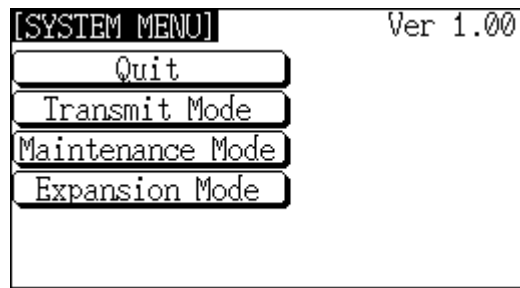 [SYSTEM MENU] Ver 1.00
Quit
Transmit Mode
Maintenance Mode
Expansion Mode